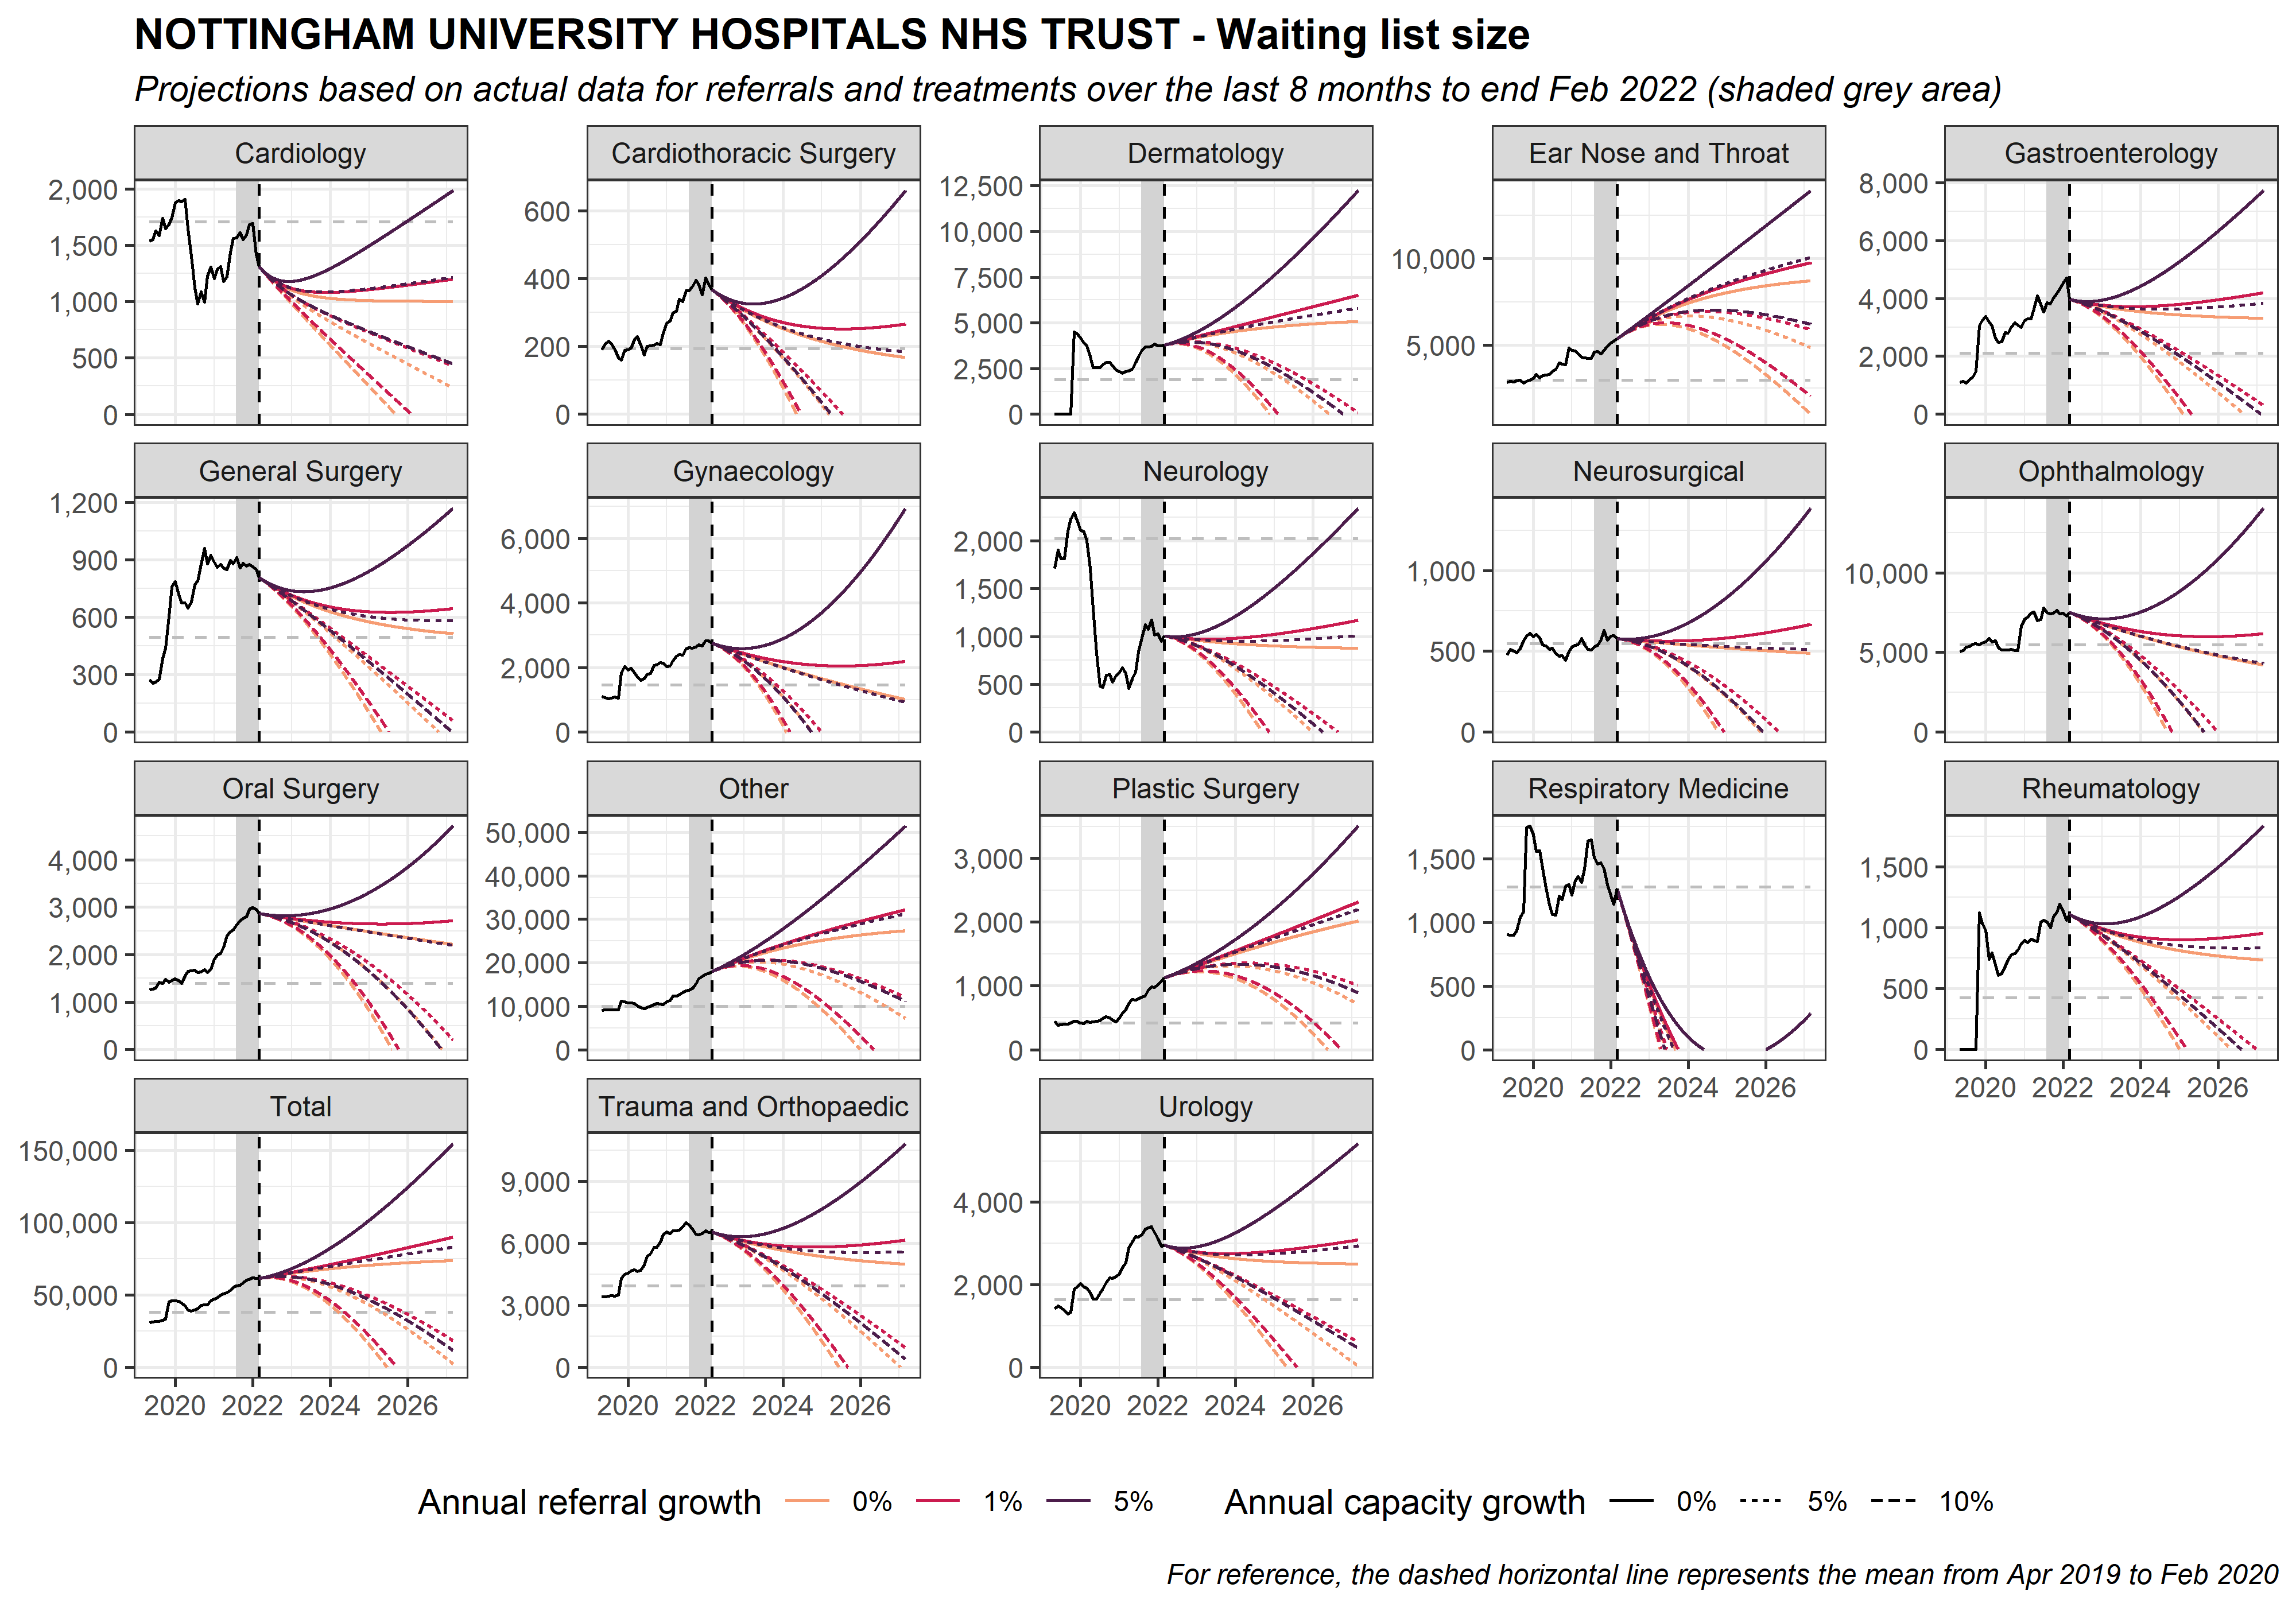 NOTTINGHAM UNIVERSITY HOSPITALS NHS TRUST - Waiting list size
Projections based on actual data for referrals and treatments over the last 8 months to end Feb 2022 (shaded grey area)
Cardiology
2,000
1,500
1,000
500
0
Cardiothoracic Surgery
600
400
200
0
Dermatology
12,500
10,000
7,500
5,000
2,500
0
Ear Nose and Throat
10,000
5,000
Gastroenterology
8,000
6,000
4,000
2,000
0
General Surgery
1,200
900
600
300
0
Gynaecology
6,000
4,000
2,000
0
Neurology
2,000
1,500
1,000
500
0
Neurosurgical
1,000
500
0
Ophthalmology
10,000
5,000
0
Oral Surgery
4,000
3,000
2,000
1,000
0
Other
50,000
40,000
30,000
20,000
10,000
0
Plastic Surgery
3,000
2,000
1,000
0
Respiratory Medicine
1,500
1,000
500
0
2020 2022 2024 2026
Rheumatology
1,500
1,000
500
0
2020 2022 2024 2026
Total
150,000
100,000
50,000
0
2020 2022 2024 2026
Trauma and Orthopaedic
9,000
6,000
3,000
0
2020 2022 2024 2026
Urology
4,000
2,000
0
2020 2022 2024 2026
Annual referral growth 0% 1% 5% Annual capacity growth 0% 5% 10%
For reference, the dashed horizontal line represents the mean from Apr 2019 to Feb 2020